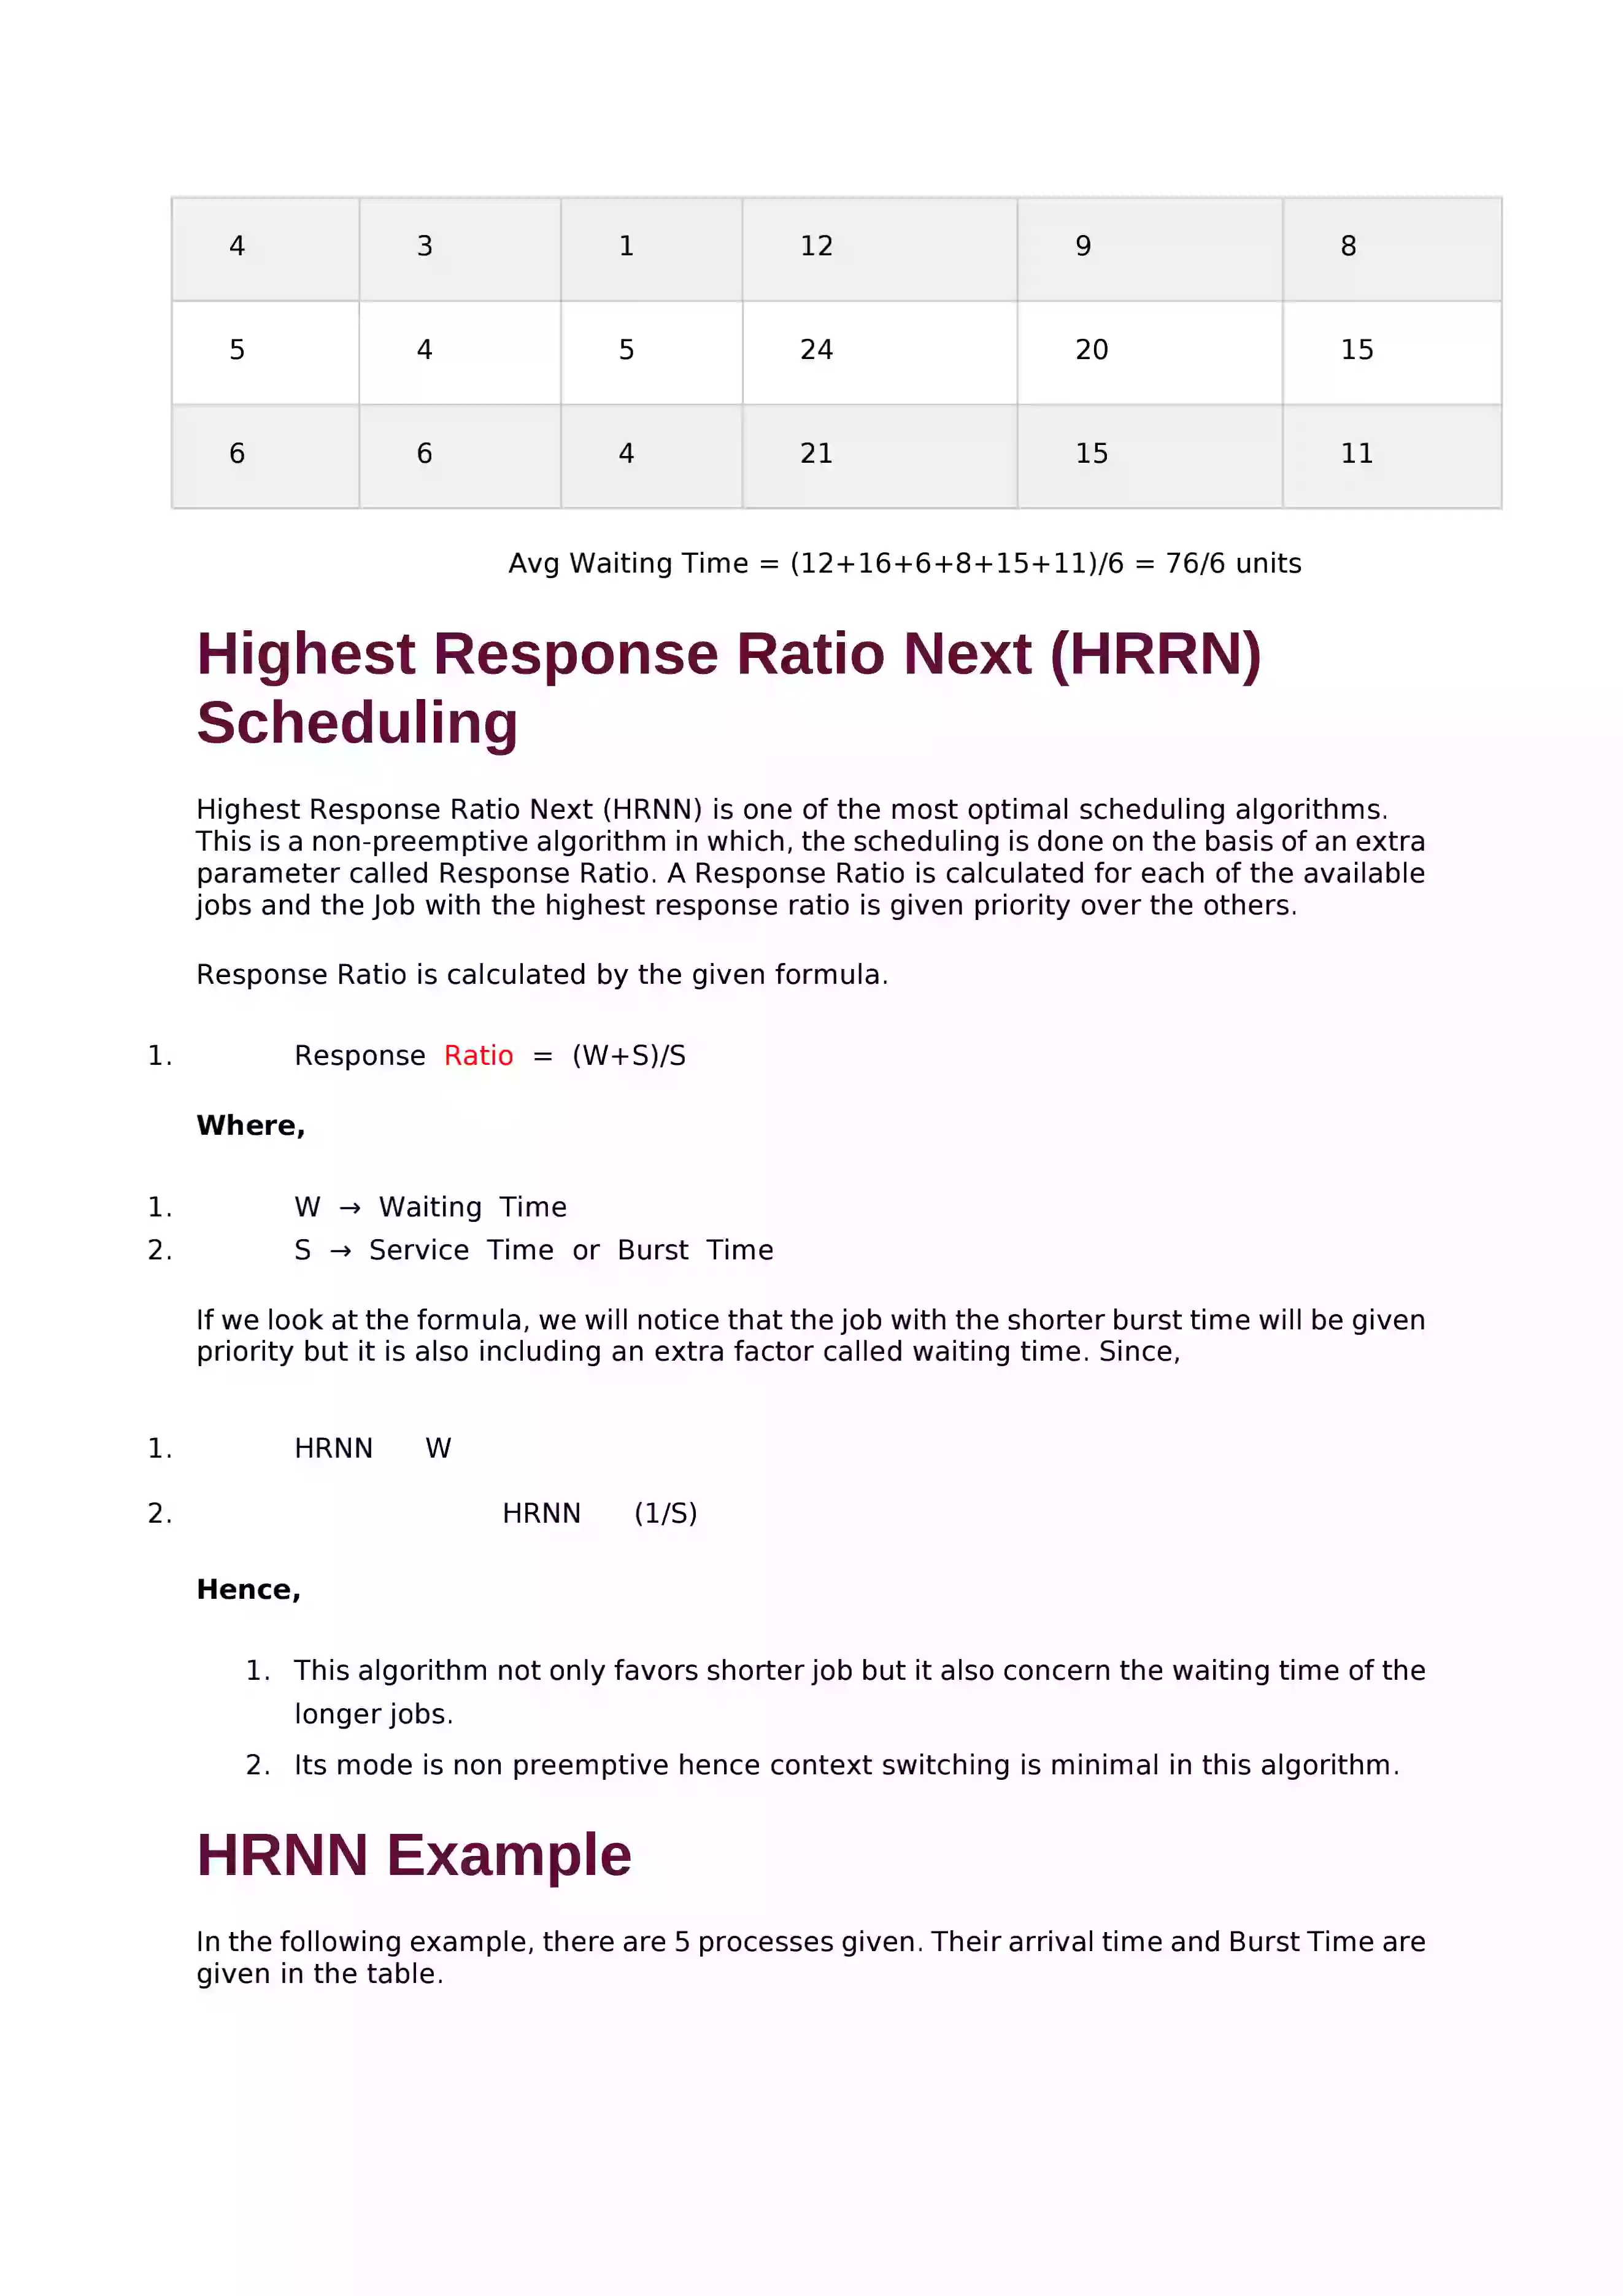 4 3 1 12 9 8
5 4 5 24 20 15
6 6 4 21 15 11
Avg Waiting Time = (12+16+6+8+15+11)/6 = 76/6 units
Highest Response Ratio Next (HRRN)
Scheduling
Highest Response Ratio Next (HRNN) is one of the most optimal scheduling algorithms.
This is a non-preemptive algorithm in which, the scheduling is done on the basis of an extra
parameter called Response Ratio. A Response Ratio is calculated for each of the available
jobs and the Job with the highest response ratio is given priority over the others.
Response Ratio is calculated by the given formula.
1. Response Ratio = (W+S)/S
Where,
1. W → Waiting Time
2. S → Service Time or Burst Time
If we look at the formula, we will notice that the job with the shorter burst time will be given
priority but it is also including an extra factor called waiting time. Since,
1. HRNN W
2. HRNN (1/S)
Hence,
1. This algorithm not only favors shorter job but it also concern the waiting time of the
longer jobs.
2. Its mode is non preemptive hence context switching is minimal in this algorithm.
HRNN Example
In the following example, there are 5 processes given. Their arrival time and Burst Time are
given in the table.